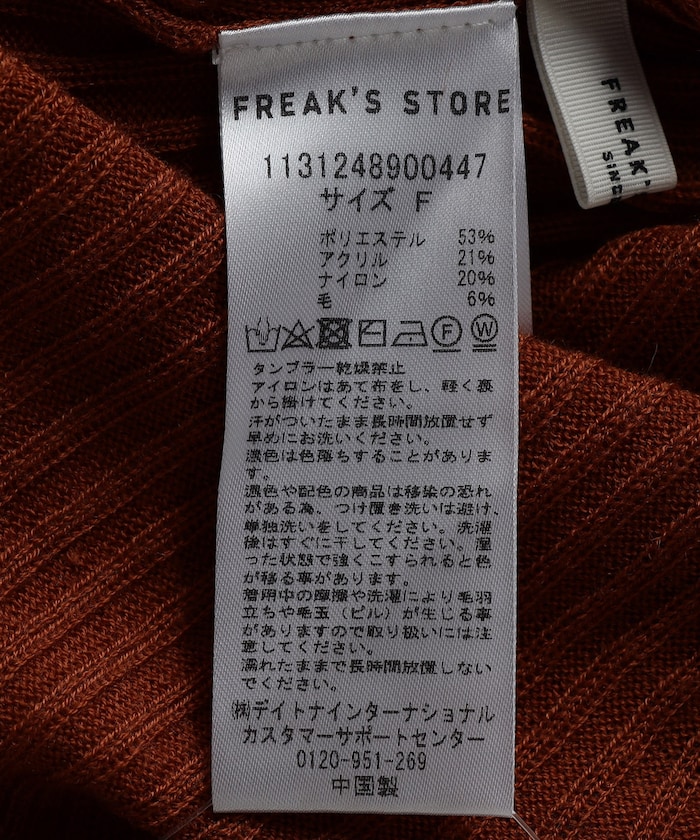 FREAK'S STORE
1131248900447
サイズ F
ポリエステル 53%
アクリル 21%
ナイロン 20%
毛 6%
F W
タンブラー乾燥禁止
アイロンはあて布をし、軽く裏
から掛けてください。
汗がついたまま長時間放置せず
早めにお洗いください。
濃色は色落ちすることがありま
す。
濃色や配色の商品は移染の恐れ
がある為、つけ置き洗いは避け、
単独洗いをしてください。洗濯
後はすぐに干してください。湿
った状態で強くこすられると色
が移る事があります。
着用中の摩擦や洗濯により毛羽
立ちや毛玉（ピル）が生じる事
がありますので取り扱いには注
意してください。
濡れたままで長時間放置しない
でください。
㈱デイトナインターナショナル
カスタマーサポートセンター
0120-951-269
中国製
FREAK'
SINCE